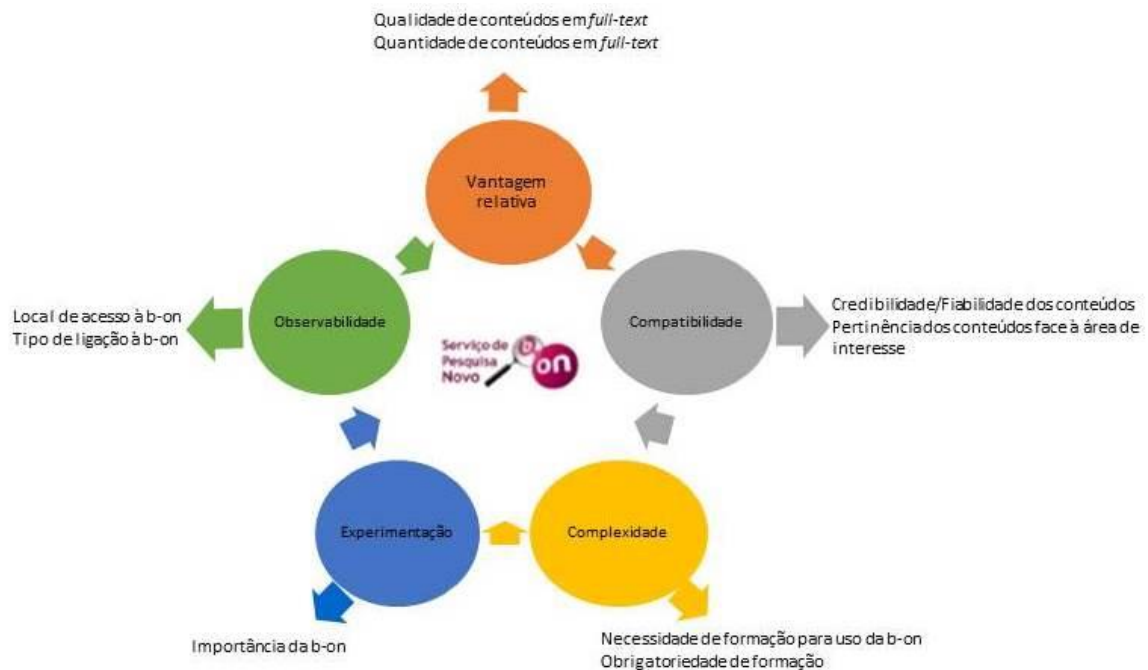 Qualidade de conteúdos em full-text
Quantidade de conteúdos em full-text
Vantagem
relativa
Observabilidade
Compatibilidade
Local de acesso à b-on
Tipo de ligação à b-on
Credibilidade/Fiabilidade dos conteúdos
Pertinência dos conteúdos face à área de
interesse
Serviço de
Pesquisa
Novo
b
on
Experimentação
Complexidade
Importância da b-on
Necessidade de formação para uso da b-on
Obrigatoriedade de formação